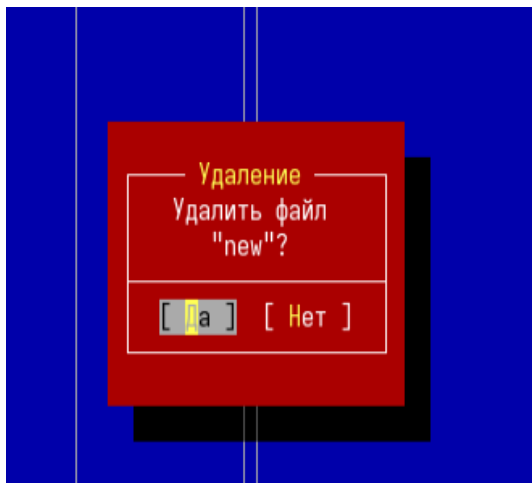 Удаление
Удалить файл
"new"?
[ Да ] [ Нет ]